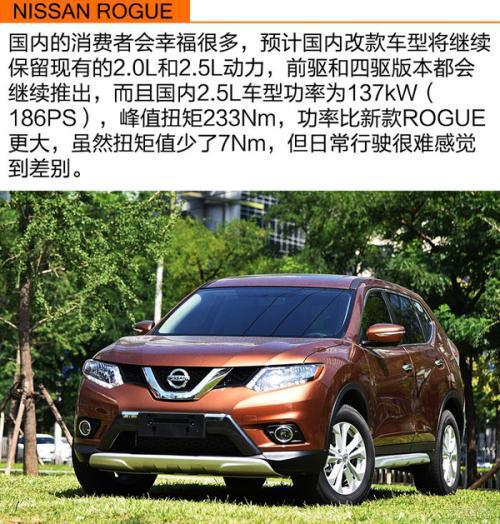 NISSAN ROGUE
国内的消费者会幸福很多，预计国内改款车型将继续
保留现有的2.0L和2.5L动力，前驱和四驱版本都会
继续推出，而且国内2.5L车型功率为137kW（
186PS），峰值扭矩233Nm，功率比新款ROGUE
更大，虽然扭矩值少了7Nm，但日常行驶很难感觉
到差别。
NISSAN